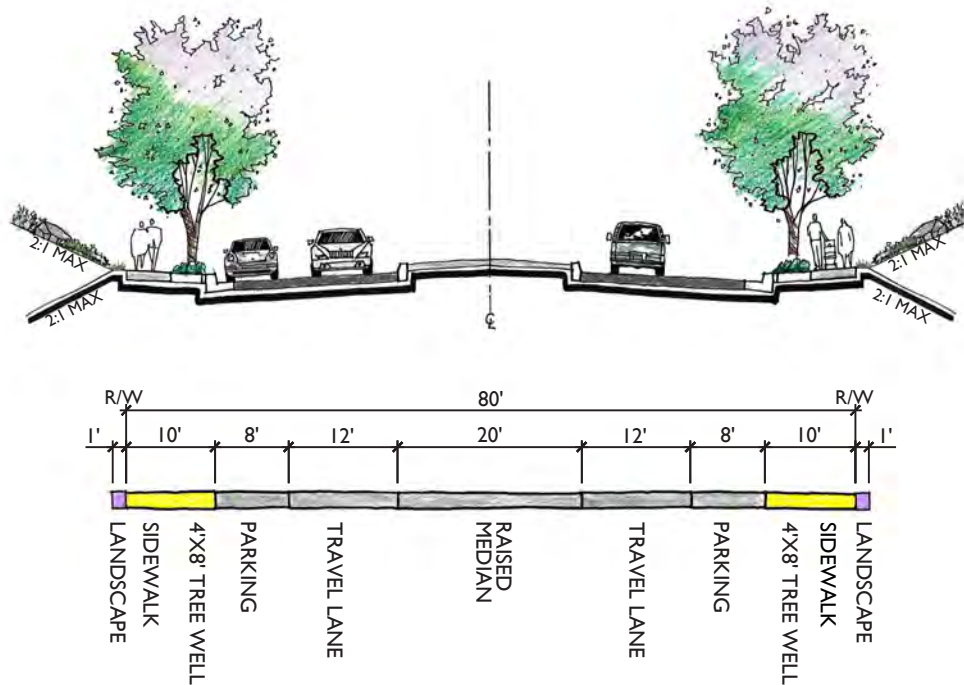 2:1 MAX
2:1 MAX
2:1 MAX
2:1 MAX
℄
R/W
80'
R/W
1'
10'
8'
12'
20'
12'
8'
10'
1'
LANDSCAPE
SIDEWALK
4'X8' TREE WELL
PARKING
TRAVEL LANE
RAISED
MEDIAN
TRAVEL LANE
PARKING
4'X8' TREE WELL
SIDEWALK
LANDSCAPE